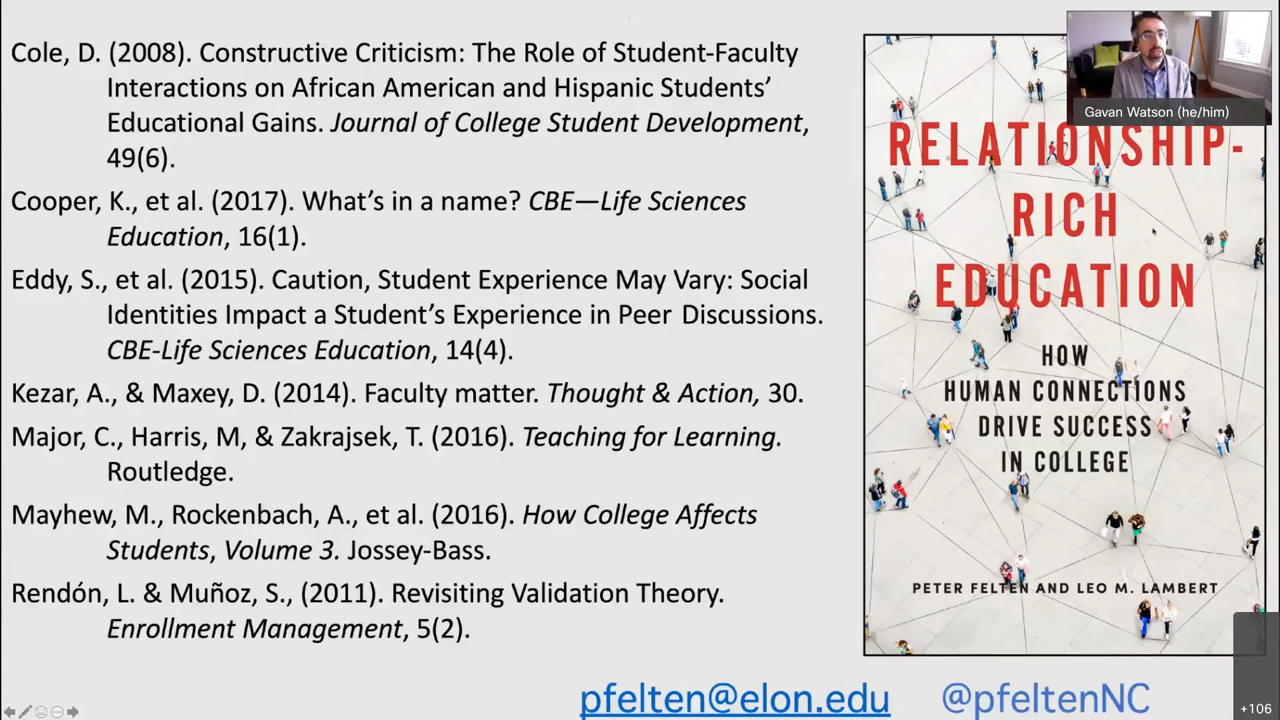 Cole, D. (2008). Constructive Criticism: The Role of Student-Faculty
Interactions on African American and Hispanic Students’
Educational Gains. Journal of College Student Development,
49(6).
Cooper, K., et al. (2017). What’s in a name? CBE—Life Sciences
Education, 16(1).
Eddy, S., et al. (2015). Caution, Student Experience May Vary: Social
Identities Impact a Student’s Experience in Peer Discussions.
CBE-Life Sciences Education, 14(4).
Kezar, A., & Maxey, D. (2014). Faculty matter. Thought & Action, 30.
Major, C., Harris, M, & Zakrajsek, T. (2016). Teaching for Learning.
Routledge.
Mayhew, M., Rockenbach, A., et al. (2016). How College Affects
Students, Volume 3. Jossey-Bass.
Rendón, L. & Muñoz, S., (2011). Revisiting Validation Theory.
Enrollment Management, 5(2).
Gavan Watson (he/him)
RELATIONSHIP-
RICH
EDUCATION
HOW
HUMAN CONNECTIONS
DRIVE SUCCESS
IN COLLEGE
PETER FELTEN AND LEO M. LAMBERT
pfelten@elon.edu @pfeltenNC
+106